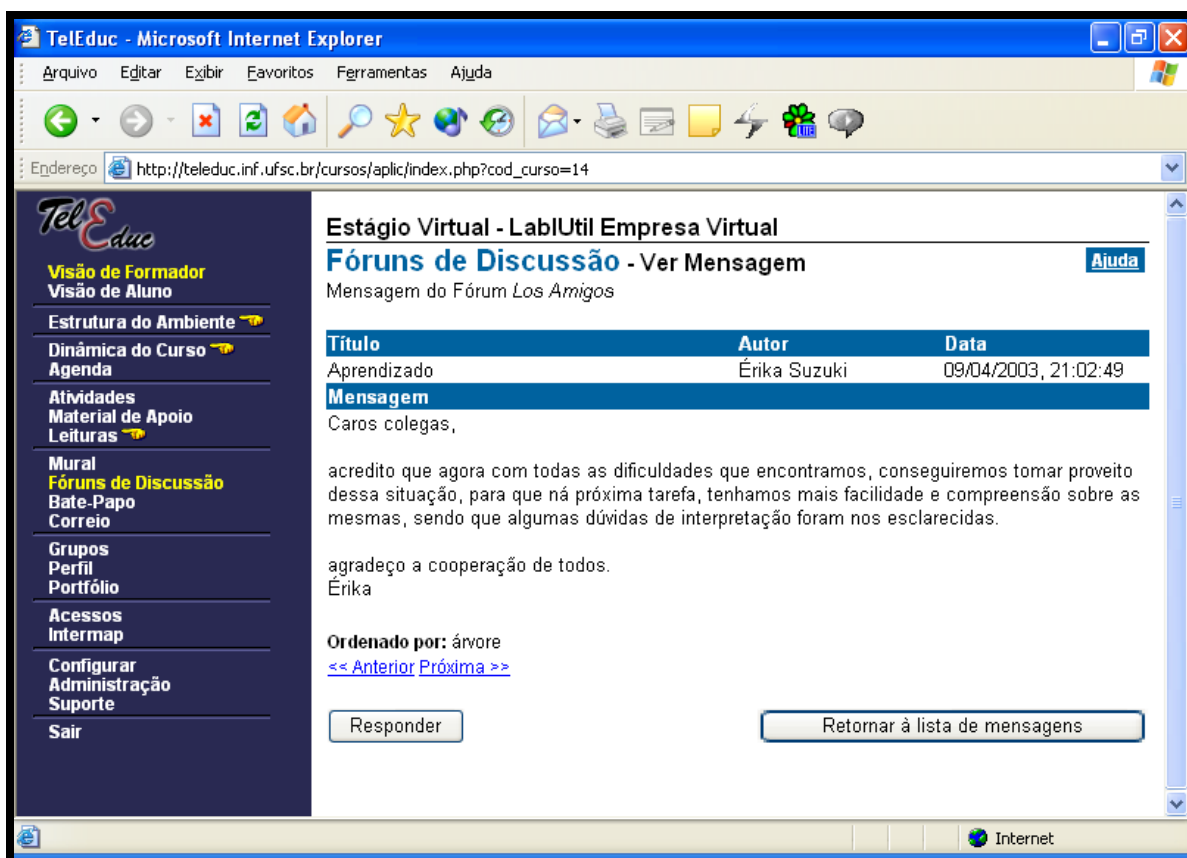 TelEduc - Microsoft Internet Explorer
Arquivo Editar Exibir Favoritos Ferramentas Ajuda
LITE
Endereço http://teleduc.inf.ufsc.br/cursos/aplic/index.php?cod_curso=14
TelEduc
Visão de Formador
Visão de Aluno
Estrutura do Ambiente
Dinâmica do Curso
Agenda
Atividades
Material de Apoio
Leituras
Mural
Fóruns de Discussão
Bate-Papo
Correio
Grupos
Perfil
Portfólio
Acessos
Intermap
Configurar
Administração
Suporte
Sair
Estágio Virtual - LabIUtil Empresa Virtual
Fóruns de Discussão - Ver Mensagem Ajuda
Mensagem do Fórum Los Amigos
Título Autor Data
Aprendizado Érika Suzuki 09/04/2003, 21:02:49
Mensagem
Caros colegas,
acredito que agora com todas as dificuldades que encontramos, conseguiremos tomar proveito
dessa situação, para que ná próxima tarefa, tenhamos mais facilidade e compreensão sobre as
mesmas, sendo que algumas dúvidas de interpretação foram nos esclarecidas.
agradeço a cooperação de todos.
Érika
Ordenado por: árvore
<< Anterior Próxima >>
Responder Retornar à lista de mensagens
Internet